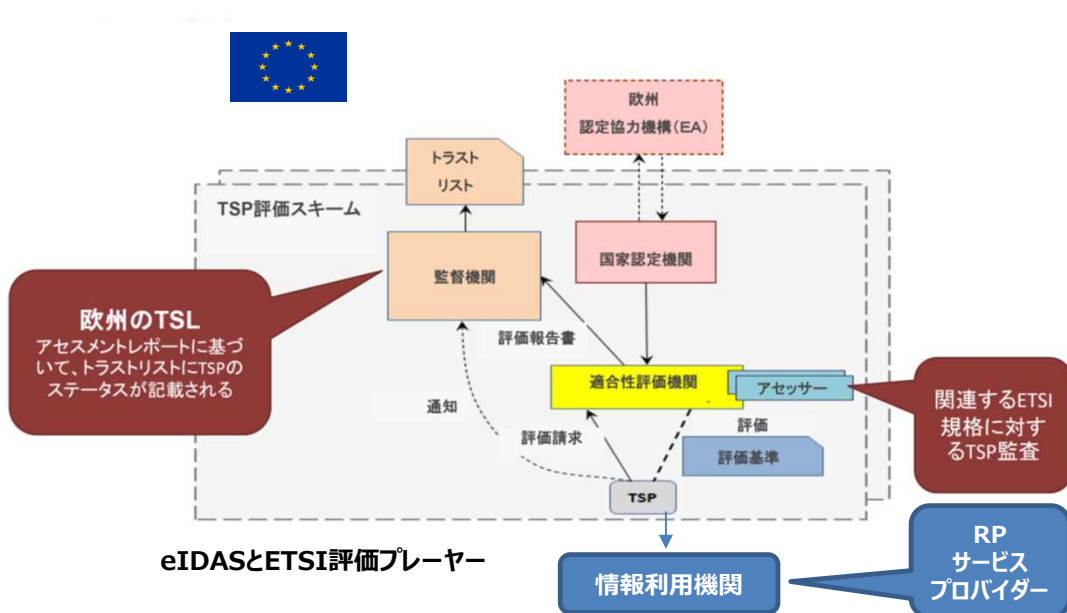 欧州
認定協力機構(EA)
トラスト
リスト
TSP評価スキーム
監督機関
国家認定機関
欧州のTSL
アセスメントレポートに基づ
いて、トラストリストにTSPの
ステータスが記載される
評価報告書
適合性評価機関
アセッサー
関連するETSI
規格に対す
るTSP監査
通知
評価請求
評価
評価基準
TSP
eIDASとETSI評価プレーヤー
情報利用機関
RP
サービス
プロバイダー